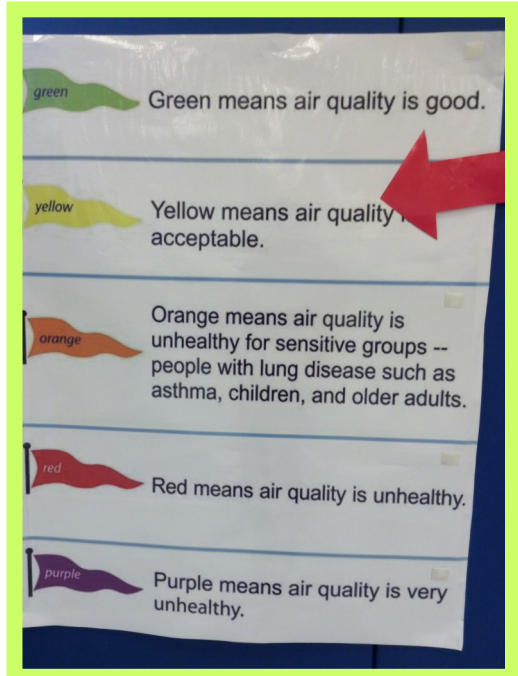 green
Green means air quality is good.
yellow
Yellow means air quality
acceptable.
orange
Orange means air quality is
unhealthy for sensitive groups --
people with lung disease such as
asthma, children, and older adults.
red
Red means air quality is unhealthy.
purple
Purple means air quality is very
unhealthy.